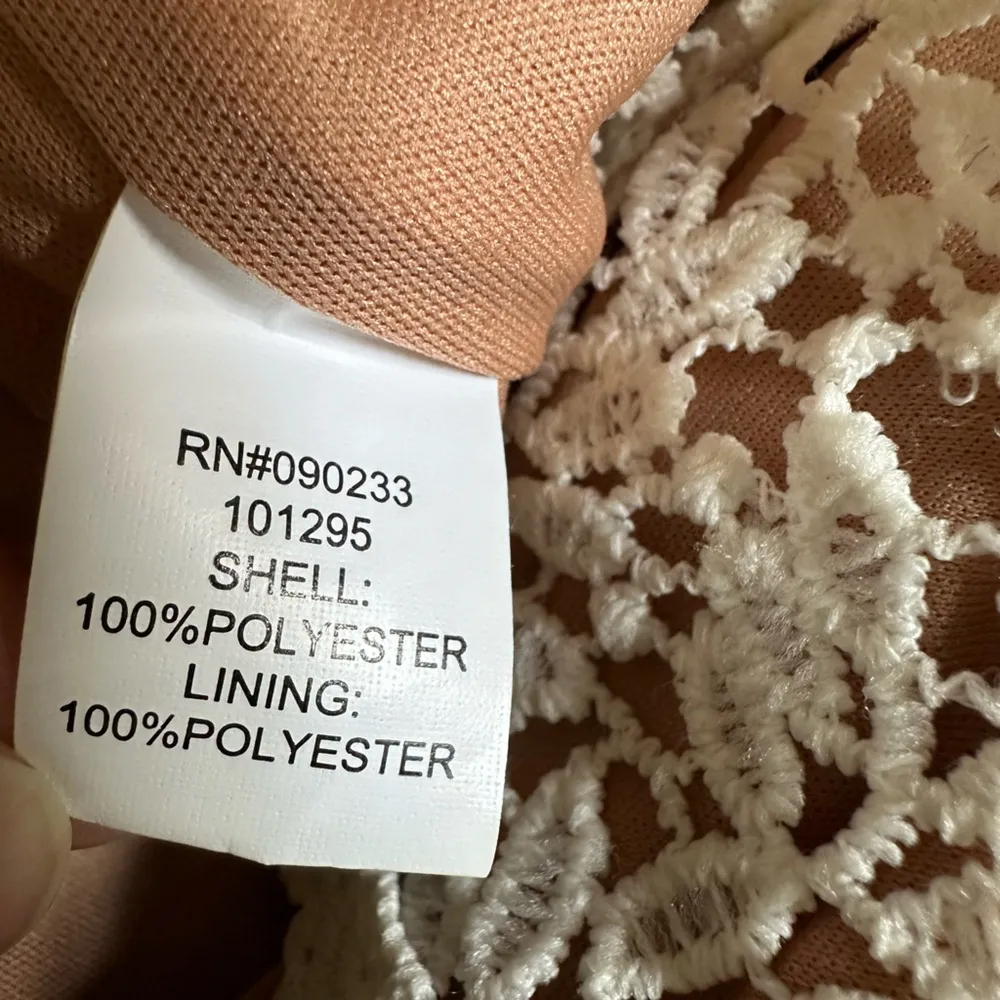 RN#090233
101295
SHELL:
100%POLYESTER
LINING:
100%POLYESTER